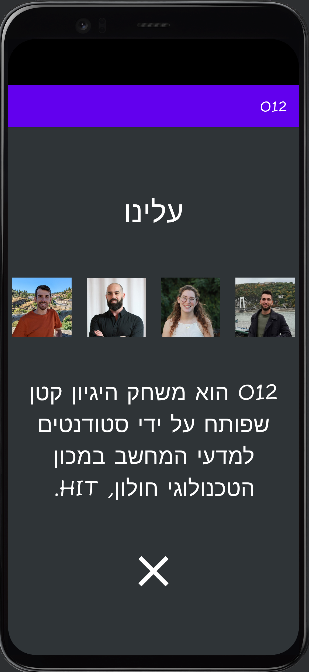 O12
עלינו
O12 הוא משחק היגיון קטן
שפותח על ידי סטודנטים
למדעי המחשב במכון
הטכנולוגי חולון, HIT.